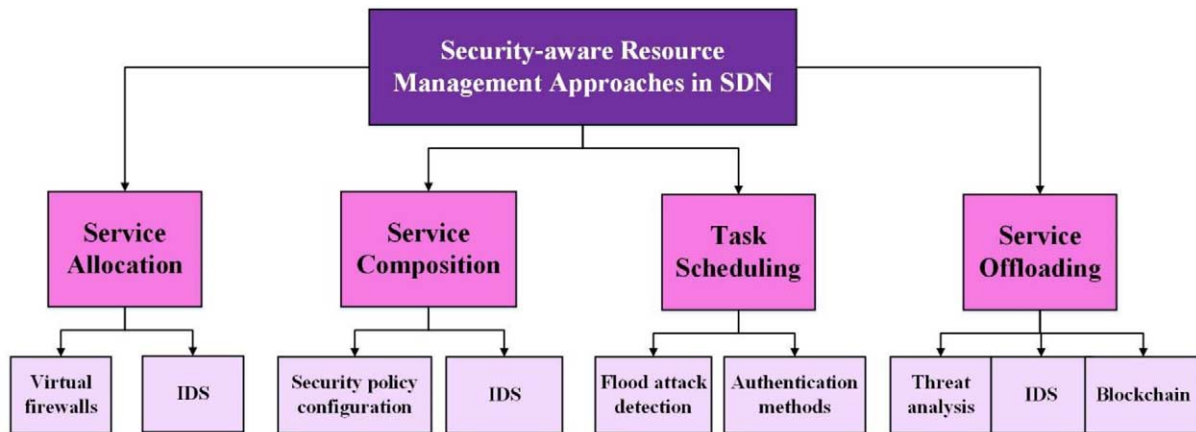 Security-aware Resource
Management Approaches in SDN
Service
Allocation
Service
Composition
Task
Scheduling
Service
Offloading
Virtual
firewalls
IDS
Security policy
configuration
IDS
Flood attack
detection
Authentication
methods
Threat
analysis
IDS
Blockchain